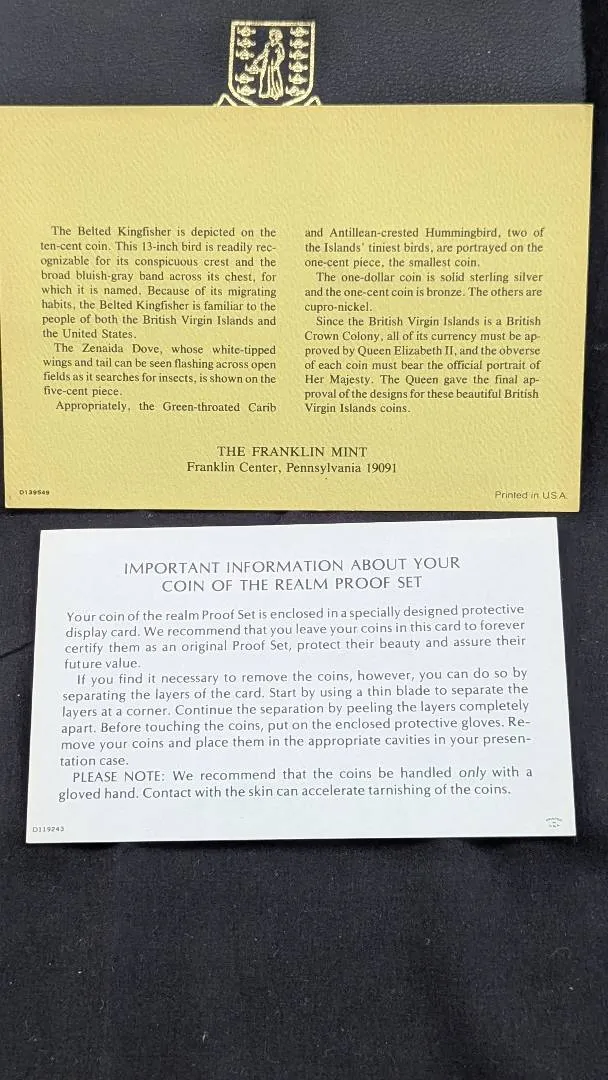 The Belted Kingfisher is depicted on the
ten-cent coin. This 13-inch bird is readily rec-
ognizable for its conspicuous crest and the
broad bluish-gray band across its chest, for
which it is named. Because of its migrating
habits, the Belted Kingfisher is familiar to the
people of both the British Virgin Islands and
the United States.
The Zenaida Dove, whose white-tipped
wings and tail can be seen flashing across open
fields as it searches for insects, is shown on the
five-cent piece.
Appropriately, the Green-throated Carib
and Antillean-crested Hummingbird, two of
the Islands' tiniest birds, are portrayed on the
one-cent piece, the smallest coin.
The one-dollar coin is solid sterling silver
and the one-cent coin is bronze. The others are
cupro-nickel.
Since the British Virgin Islands is a British
Crown Colony, all of its currency must be ap-
proved by Queen Elizabeth II, and the obverse
of each coin must bear the official portrait of
Her Majesty. The Queen gave the final ap-
proval of the designs for these beautiful British
Virgin Islands coins.
THE FRANKLIN MINT
Franklin Center, Pennsylvania 19091
D139549
Printed in U.S.A.
IMPORTANT INFORMATION ABOUT YOUR
COIN OF THE REALM PROOF SET
Your coin of the realm Proof Set is enclosed in a specially designed protective
display card. We recommend that you leave your coins in this card to forever
certify them as an original Proof Set, protect their beauty and assure their
future value.
If you find it necessary to remove the coins, however, you can do so by
separating the layers of the card. Start by using a thin blade to separate the
layers at a corner. Continue the separation by peeling the layers completely
apart. Before touching the coins, put on the enclosed protective gloves. Re-
move your coins and place them in the appropriate cavities in your presen-
tation case.
PLEASE NOTE: We recommend that the coins be handled only with a
gloved hand. Contact with the skin can accelerate tarnishing of the coins.
D119243